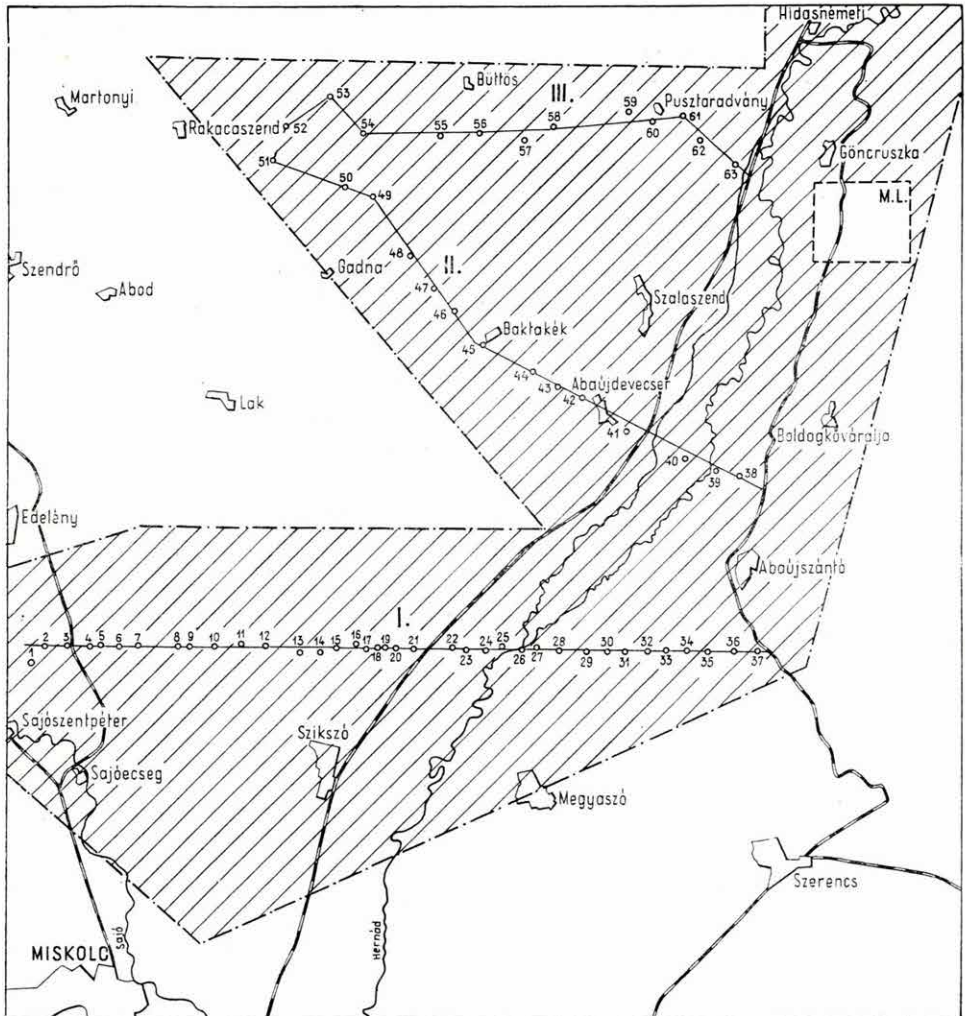 Hidasnémeti
Büttös
Martonyi
53
III.
59
Pusztaradvány
Rakacaszend
52
54
55
56
58
60
61
57
62
Göncruszka
51
63
50
49
M.L.
Szendrő
48
Gadna
II.
Abod
47
Szalaszend
46
Baktakék
45
44
Abaújdevecser
43
42
Lak
41
Boldogkőváralja
40
39
38
Edelény
Abaújszántó
I.
2
3
4
5
6
7
8
9
10
11
12
13
14
15
16
17
18
19
20
21
22
23
24
25
26
27
28
29
30
31
32
33
34
35
36
37
1
Sajószentpéter
Szikszó
Sajóecseg
Megyaszó
Szerencs
MISKOLC
Sajó
Hernád